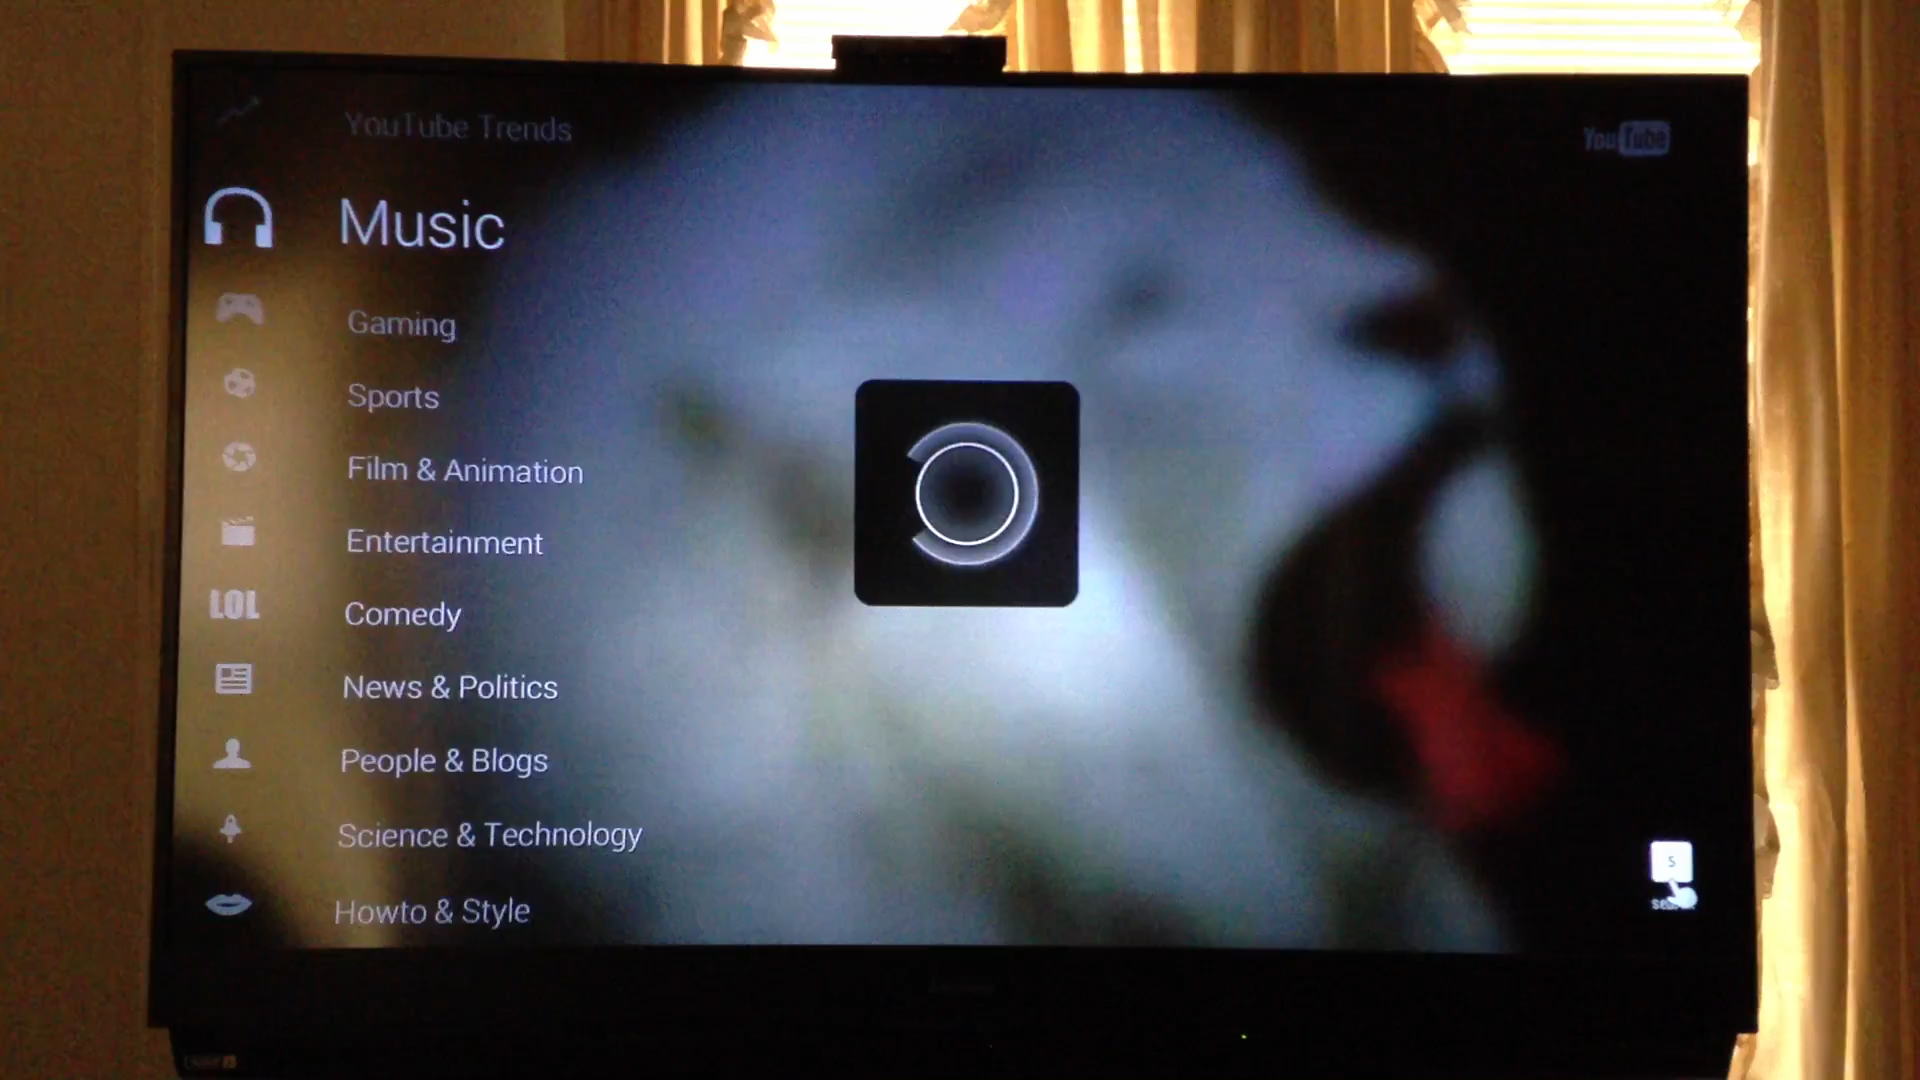 YouTube Trends
YouTube
Music
Gaming
Sports
Film & Animation
Entertainment
LOL
Comedy
News & Politics
People & Blogs
Science & Technology
S
Howto & Style